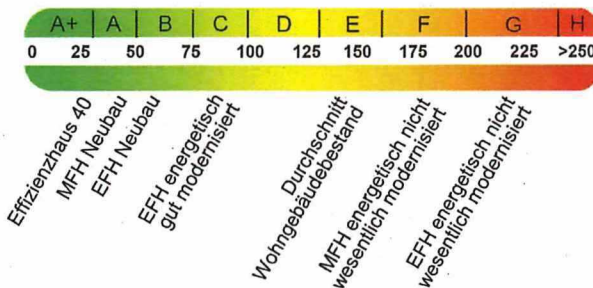 A+ A B C D E F G H
0 25 50 75 100 125 150 175 200 225 >250
Effizienzhaus 40
MFH Neubau
EFH Neubau
EFH energetisch
gut modernisiert
Durchschnitt
Wohngebäudebestand
MFH energetisch nicht
wesentlich modernisiert
EFH energetisch nicht
wesentlich modernisiert